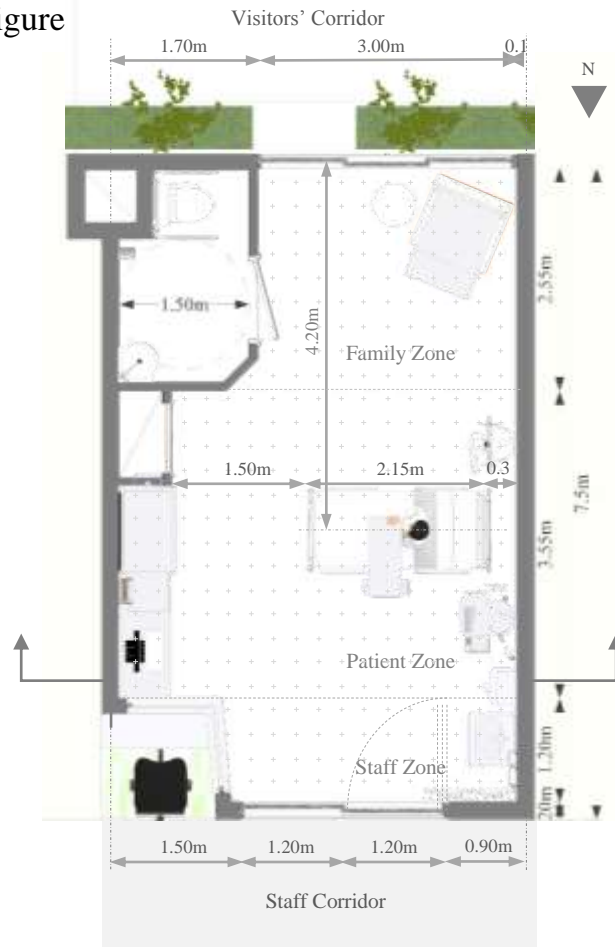 igure
Visitors’ Corridor
1.70m 3.00m 0.1
N
2.55m
1.50m
4.20m
Family Zone
1.50m 2.15m 0.3
7.5m
3.55m
Patient Zone
1.20m
Staff Zone
20m
1.50m 1.20m 1.20m 0.90m
Staff Corridor